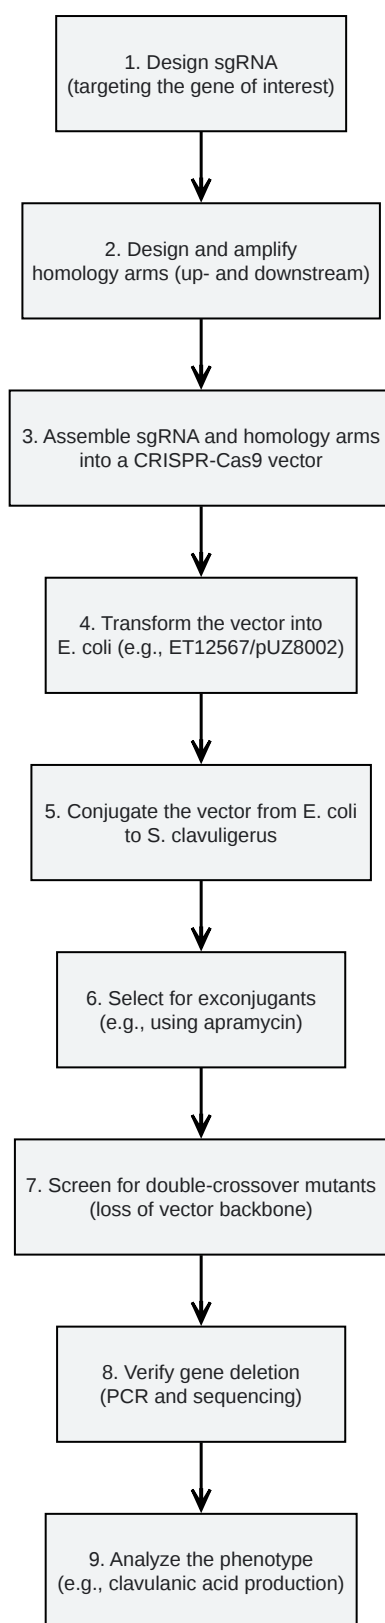 1. Design sgRNA
(targeting the gene of interest)
2. Design and amplify
homology arms (up- and downstream)
3. Assemble sgRNA and homology arms
into a CRISPR-Cas9 vector
4. Transform the vector into
E. coli (e.g., ET12567/pUZ8002)
5. Conjugate the vector from E. coli
to S. clavuligerus
6. Select for exconjugants
(e.g., using apramycin)
7. Screen for double-crossover mutants
(loss of vector backbone)
8. Verify gene deletion
(PCR and sequencing)
9. Analyze the phenotype
(e.g., clavulanic acid production)